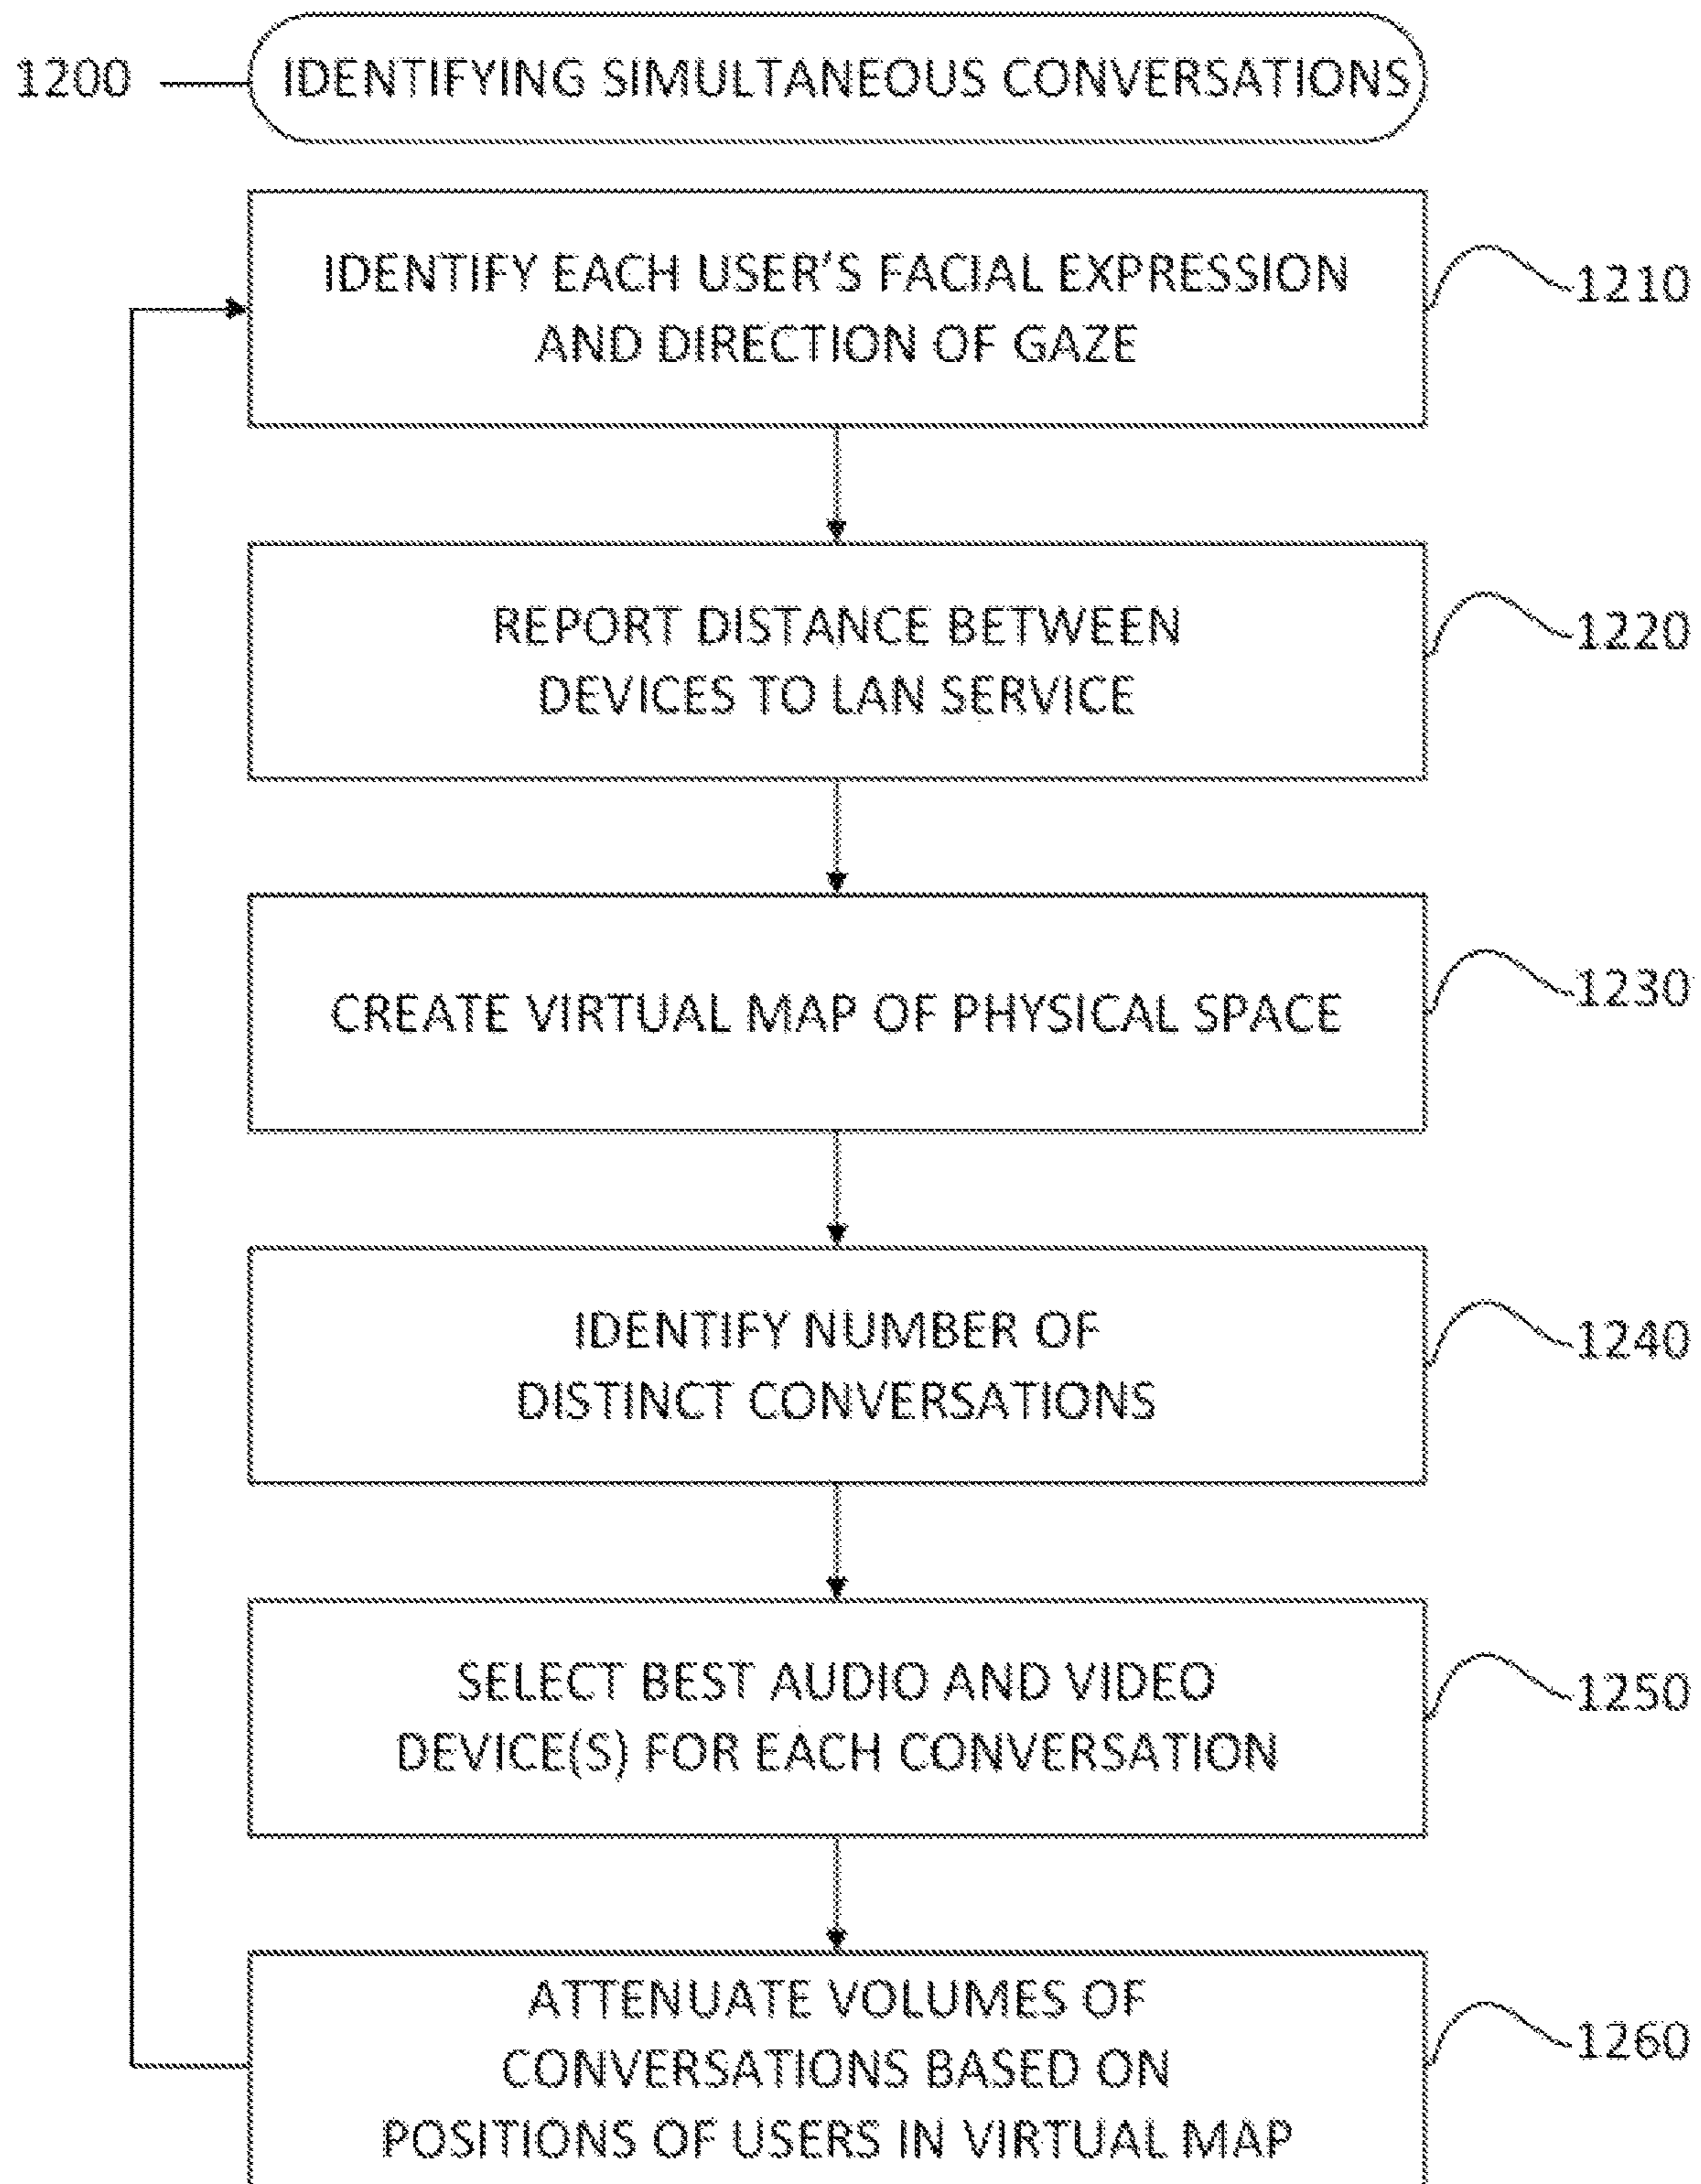 1200
IDENTIFYING SIMULTANEOUS CONVERSATIONS
IDENTIFY EACH USER'S FACIAL EXPRESSION
AND DIRECTION OF GAZE
1210
REPORT DISTANCE BETWEEN
DEVICES TO LAN SERVICE
1220
CREATE VIRTUAL MAP OF PHYSICAL SPACE
1230
IDENTIFY NUMBER OF
DISTINCT CONVERSATIONS
1240
SELECT BEST AUDIO AND VIDEO
DEVICE(S) FOR EACH CONVERSATION
1250
ATTENUATE VOLUMES OF
CONVERSATIONS BASED ON
POSITIONS OF USERS IN VIRTUAL MAP
1260